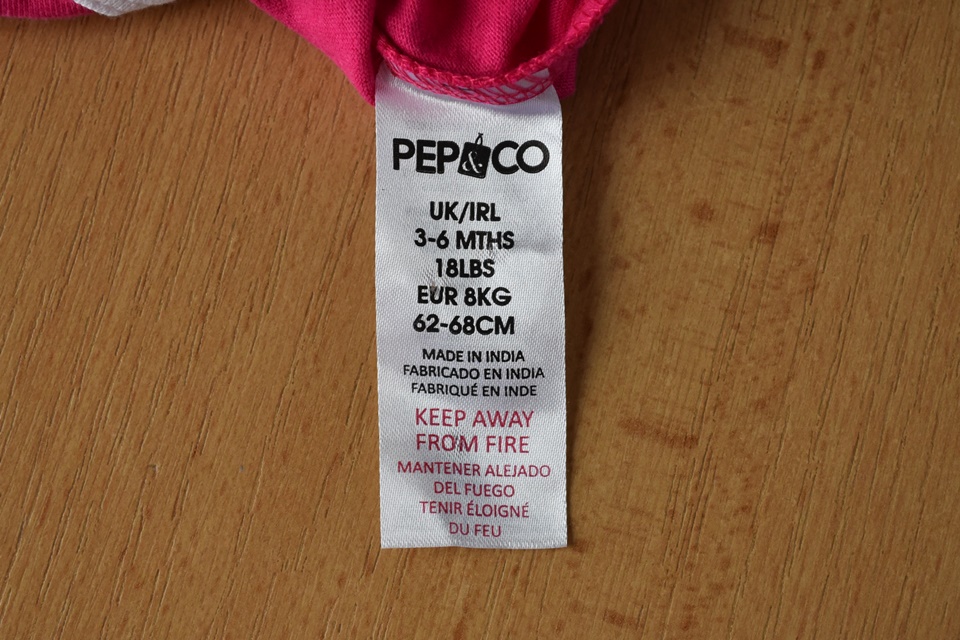 PEP&CO
UK/IRL
3-6 MTHS
18LBS
EUR 8KG
62-68CM
MADE IN INDIA
FABRICADO EN INDIA
FABRIQUÉ EN INDE
KEEP AWAY
FROM FIRE
MANTENER ALEJADO
DEL FUEGO
TENIR ÉLOIGNÉ
DU FEU